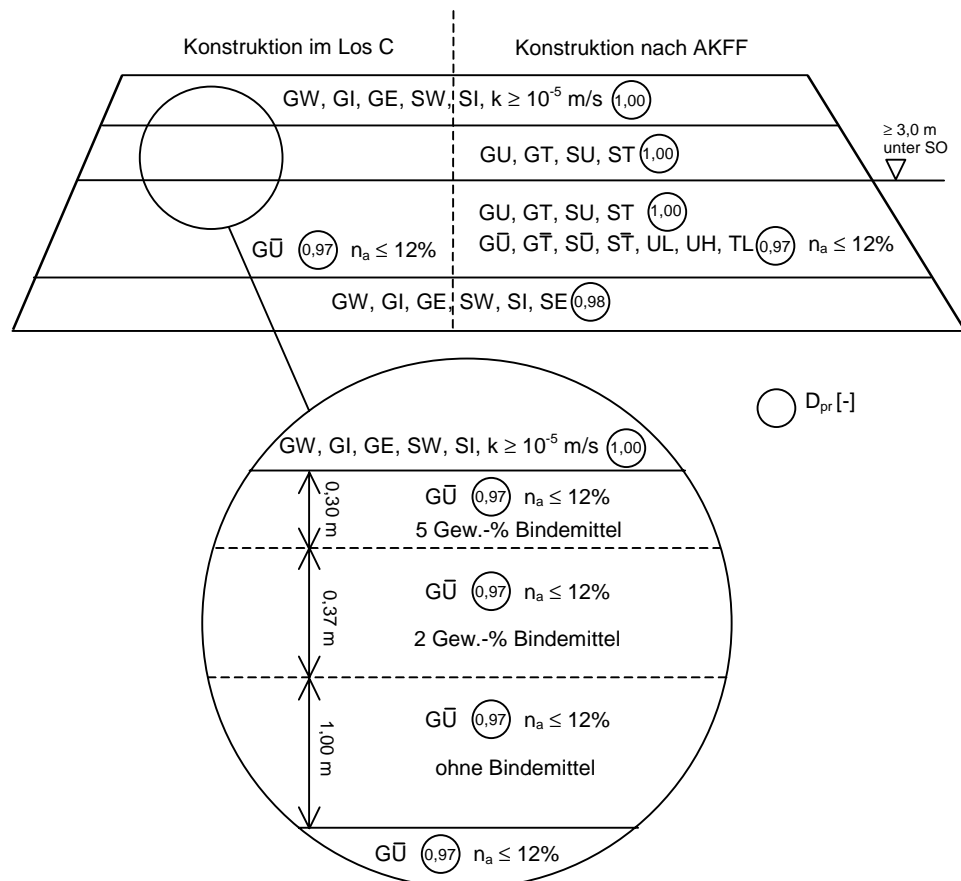 Konstruktion im Los C
Konstruktion nach AKFF
GW, GI, GE, SW, SI, k ≥ 10⁻⁵ m/s 1,00
≥ 3,0 m
unter SO
GU, GT, SU, ST 1,00
GU, GT, SU, ST 1,00
GŪ 0,97 nₐ ≤ 12%
GŪ, GT̄, SŪ, ST̄, UL, UH, TL 0,97 nₐ ≤ 12%
GW, GI, GE, SW, SI, SE 0,98
D_pr [-]
GW, GI, GE, SW, SI, k ≥ 10⁻⁵ m/s 1,00
0,30 m
GŪ 0,97 nₐ ≤ 12%
5 Gew.-% Bindemittel
0,37 m
GŪ 0,97 nₐ ≤ 12%
2 Gew.-% Bindemittel
1,00 m
GŪ 0,97 nₐ ≤ 12%
ohne Bindemittel
GŪ 0,97 nₐ ≤ 12%